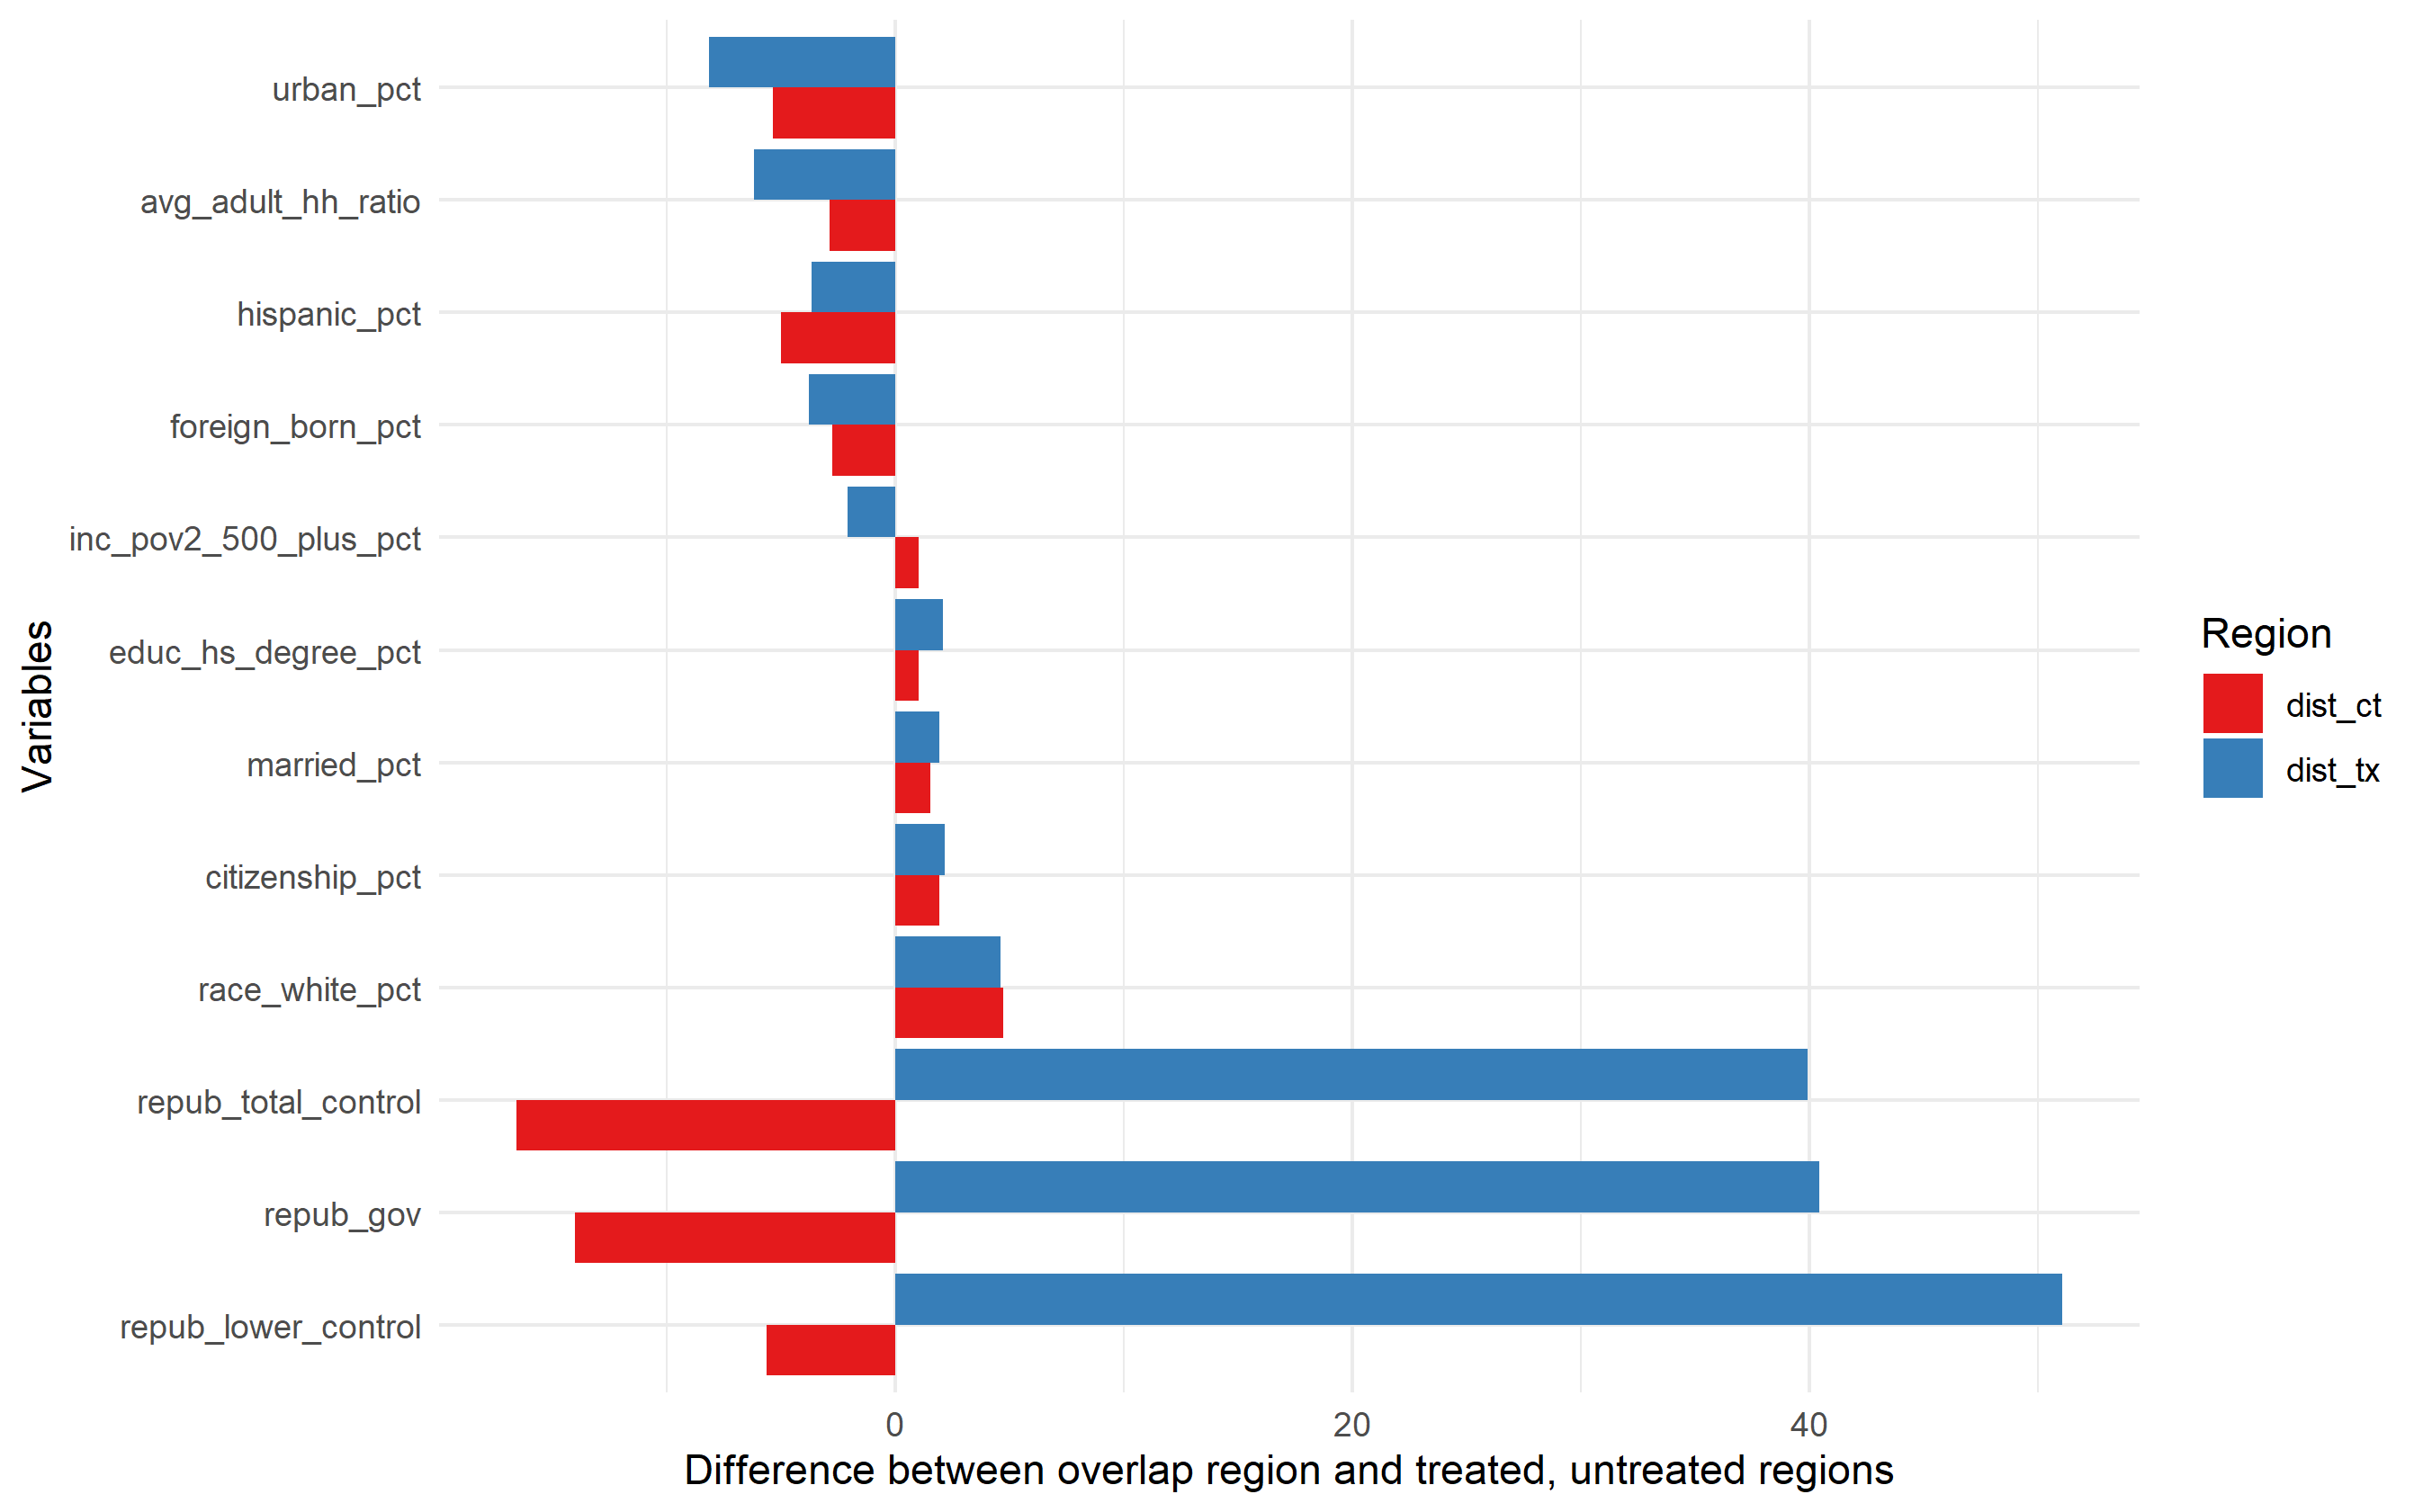 urban_pct
avg_adult_hh_ratio
hispanic_pct
foreign_born_pct
inc_pov2_500_plus_pct
educ_hs_degree_pct
married_pct
citizenship_pct
race_white_pct
repub_total_control
repub_gov
repub_lower_control
Variables
0 20 40
Difference between overlap region and treated, untreated regions
Region
dist_ct
dist_tx